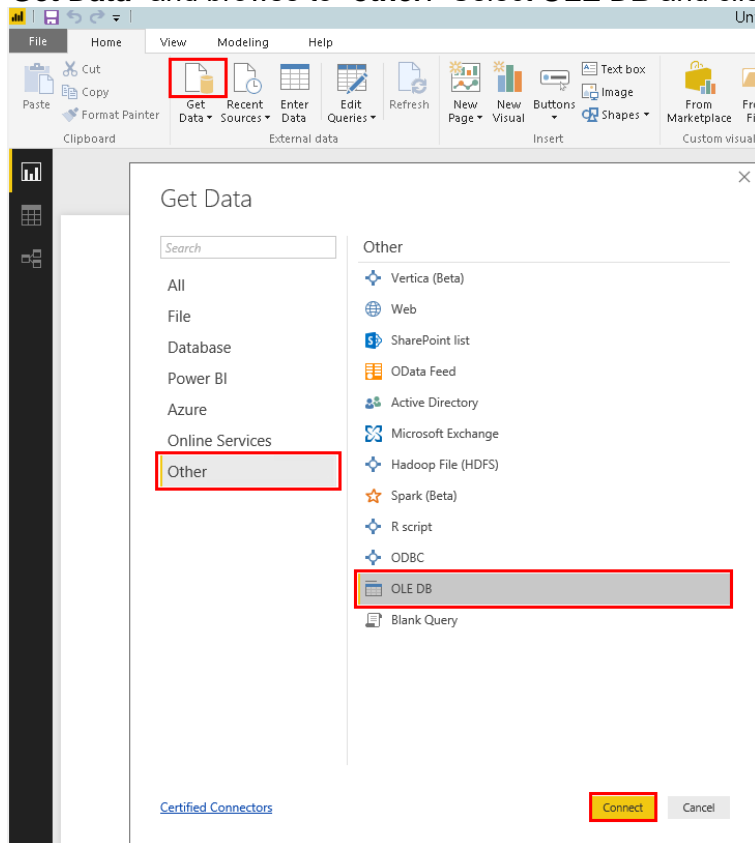 Un
File Home View Modeling Help
Paste
Cut
Copy
Format Painter
Clipboard
Get Data
Recent Sources
Enter Data
Edit Queries
Refresh
External data
New Page
New Visual
Buttons
Text box
Image
Shapes
Insert
From Marketplace
Custom visual
Get Data
Search
All
File
Database
Power BI
Azure
Online Services
Other
Other
Vertica (Beta)
Web
SharePoint list
OData Feed
Active Directory
Microsoft Exchange
Hadoop File (HDFS)
Spark (Beta)
R script
ODBC
OLE DB
Blank Query
Certified Connectors
Connect Cancel